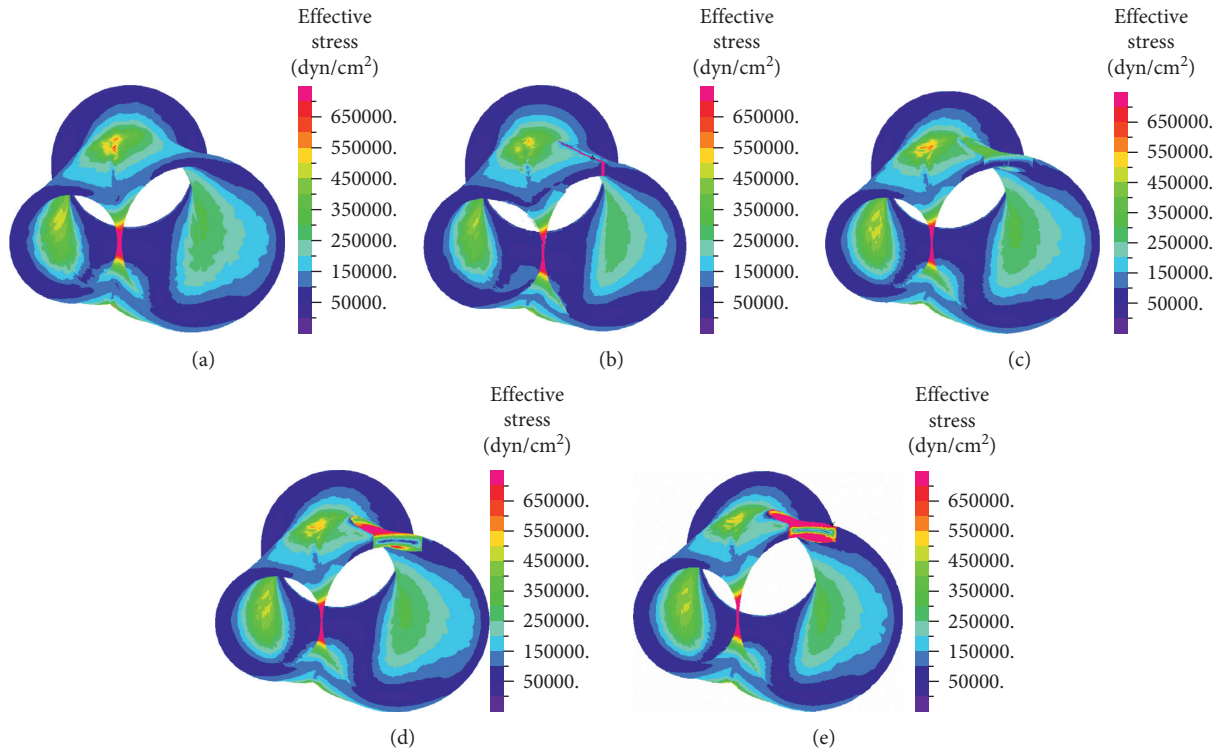 Effective
stress
(dyn/cm²)
650000.
550000.
450000.
350000.
250000.
150000.
50000.
(a)
Effective
stress
(dyn/cm²)
650000.
550000.
450000.
350000.
250000.
150000.
50000.
(b)
Effective
stress
(dyn/cm²)
650000.
550000.
450000.
350000.
250000.
150000.
50000.
(c)
Effective
stress
(dyn/cm²)
650000.
550000.
450000.
350000.
250000.
150000.
50000.
(d)
Effective
stress
(dyn/cm²)
650000.
550000.
450000.
350000.
250000.
150000.
50000.
(e)